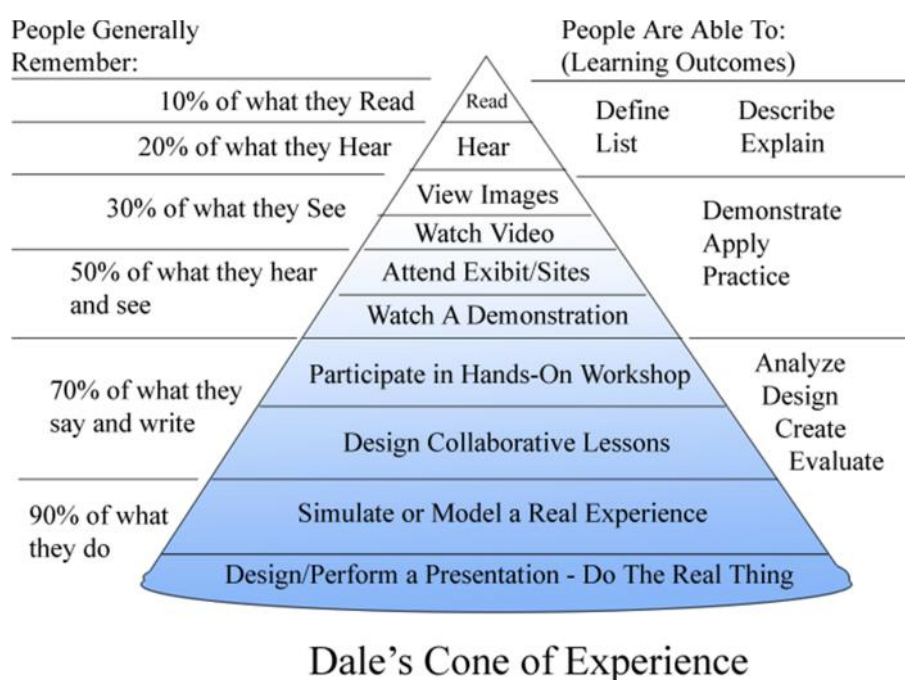 People Generally
Remember:
People Are Able To:
(Learning Outcomes)
10% of what they Read
Read
Define
Describe
List
Explain
20% of what they Hear
Hear
30% of what they See
View Images
Watch Video
Demonstrate
Apply
Practice
50% of what they hear
and see
Attend Exibit/Sites
Watch A Demonstration
70% of what they
say and write
Participate in Hands-On Workshop
Design Collaborative Lessons
Analyze
Design
Create
Evaluate
90% of what
they do
Simulate or Model a Real Experience
Design/Perform a Presentation - Do The Real Thing
Dale's Cone of Experience